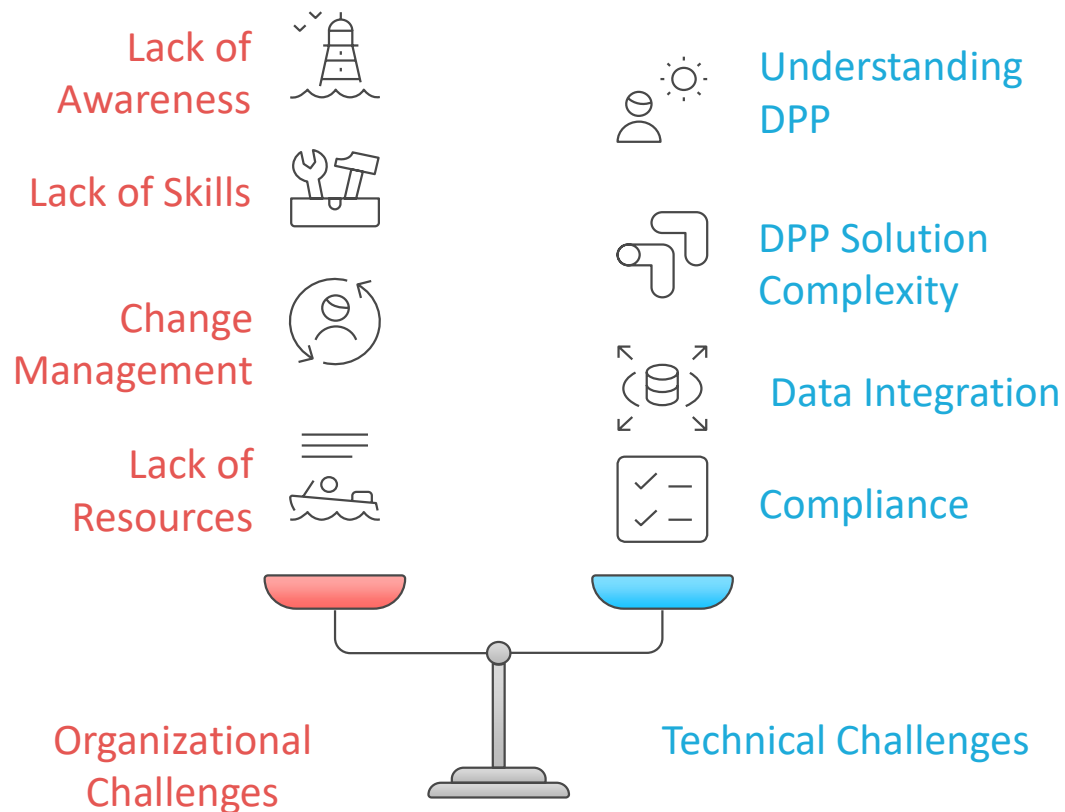 Lack of
Awareness
Lack of Skills
Change
Management
Lack of
Resources
Understanding
DPP
DPP Solution
Complexity
Data Integration
Compliance
Organizational
Challenges
Technical Challenges